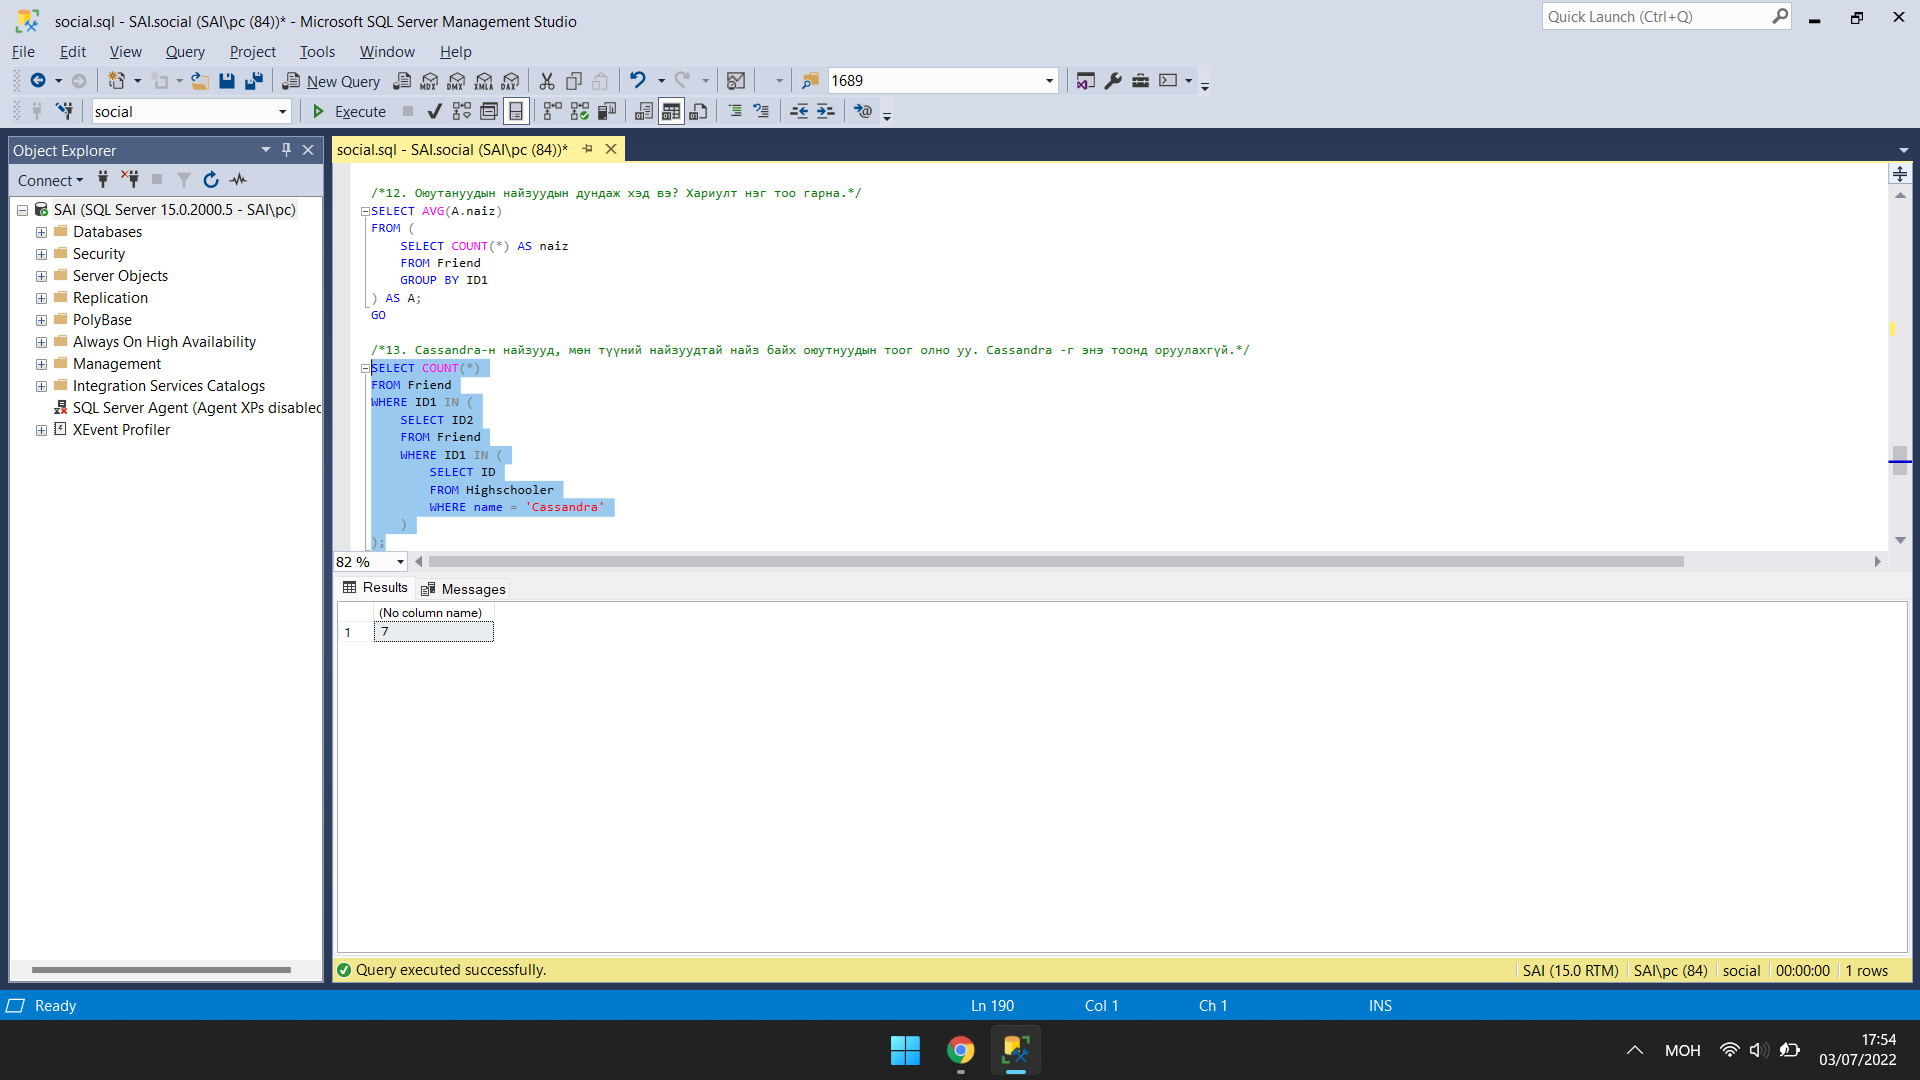 social.sql - SAI.social (SAI\pc (84))* - Microsoft SQL Server Management Studio
Quick Launch (Ctrl+Q)
File Edit View Query Project Tools Window Help
New Query
MDX DMX XMLA DAX
1689
social
Execute
Object Explorer
social.sql - SAI.social (SAI\pc (84))*
Connect
SAI (SQL Server 15.0.2000.5 - SAI\pc)
Databases
Security
Server Objects
Replication
PolyBase
Always On High Availability
Management
Integration Services Catalogs
SQL Server Agent (Agent XPs disabled
XEvent Profiler
/*12. Оюутануудын найзуудын дундаж хэд вэ? Хариулт нэг тоо гарна.*/
SELECT AVG(A.naiz)
FROM (
SELECT COUNT(*) AS naiz
FROM Friend
GROUP BY ID1
) AS A;
GO
/*13. Cassandra-н найзууд, мөн түүний найзуудтай найз байх оюутнуудын тоог олно уу. Cassandra -г энэ тоонд оруулахгүй.*/
SELECT COUNT(*)
FROM Friend
WHERE ID1 IN (
SELECT ID2
FROM Friend
WHERE ID1 IN (
SELECT ID
FROM Highschooler
WHERE name = 'Cassandra'
)
);
82 %
Results Messages
(No column name)
1 7
Query executed successfully.
SAI (15.0 RTM) SAI\pc (84) social 00:00:00 1 rows
Ready
Ln 190 Col 1 Ch 1 INS
МОН
17:54
03/07/2022